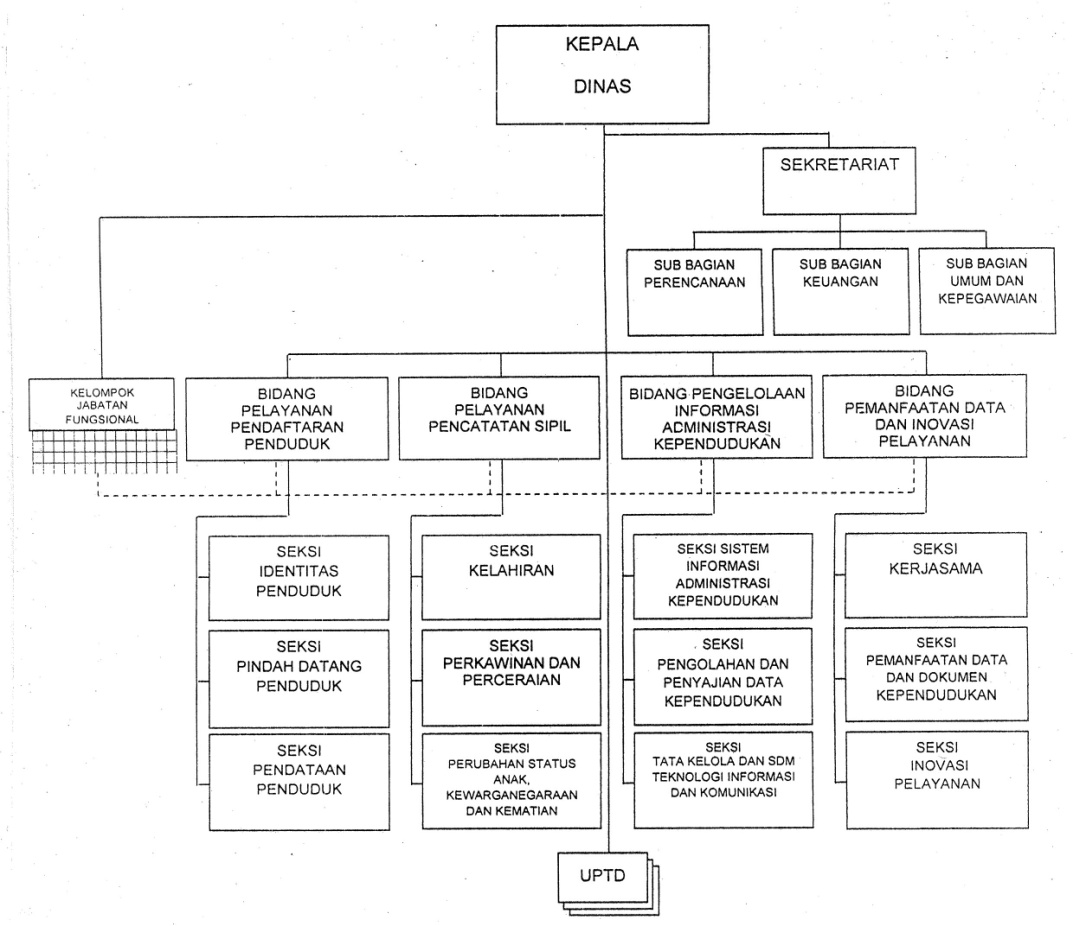 KEPALA
DINAS
SEKRETARIAT
SUB BAGIAN
PERENCANAAN
SUB BAGIAN
KEUANGAN
SUB BAGIAN
UMUM DAN
KEPEGAWAIAN
KELOMPOK
JABATAN
FUNGSIONAL
BIDANG
PELAYANAN
PENDAFTARAN
PENDUDUK
BIDANG
PELAYANAN
PENCATATAN SIPIL
BIDANG PENGELOLAAN
INFORMASI
ADMINISTRASI
KEPENDUDUKAN
BIDANG
PEMANFAATAN DATA
DAN INOVASI
PELAYANAN
SEKSI
IDENTITAS
PENDUDUK
SEKSI
KELAHIRAN
SEKSI SISTEM
INFORMASI
ADMINISTRASI
KEPENDUDUKAN
SEKSI
KERJASAMA
SEKSI
PINDAH DATANG
PENDUDUK
SEKSI
PERKAWINAN DAN
PERCERAIAN
SEKSI
PENGOLAHAN DAN
PENYAJIAN DATA
KEPENDUDUKAN
SEKSI
PEMANFAATAN DATA
DAN DOKUMEN
KEPENDUDUKAN
SEKSI
PENDATAAN
PENDUDUK
SEKSI
PERUBAHAN STATUS
ANAK,
KEWARGANEGARAAN
DAN KEMATIAN
SEKSI
TATA KELOLA DAN SDM
TEKNOLOGI INFORMASI
DAN KOMUNIKASI
SEKSI
INOVASI
PELAYANAN
UPTD